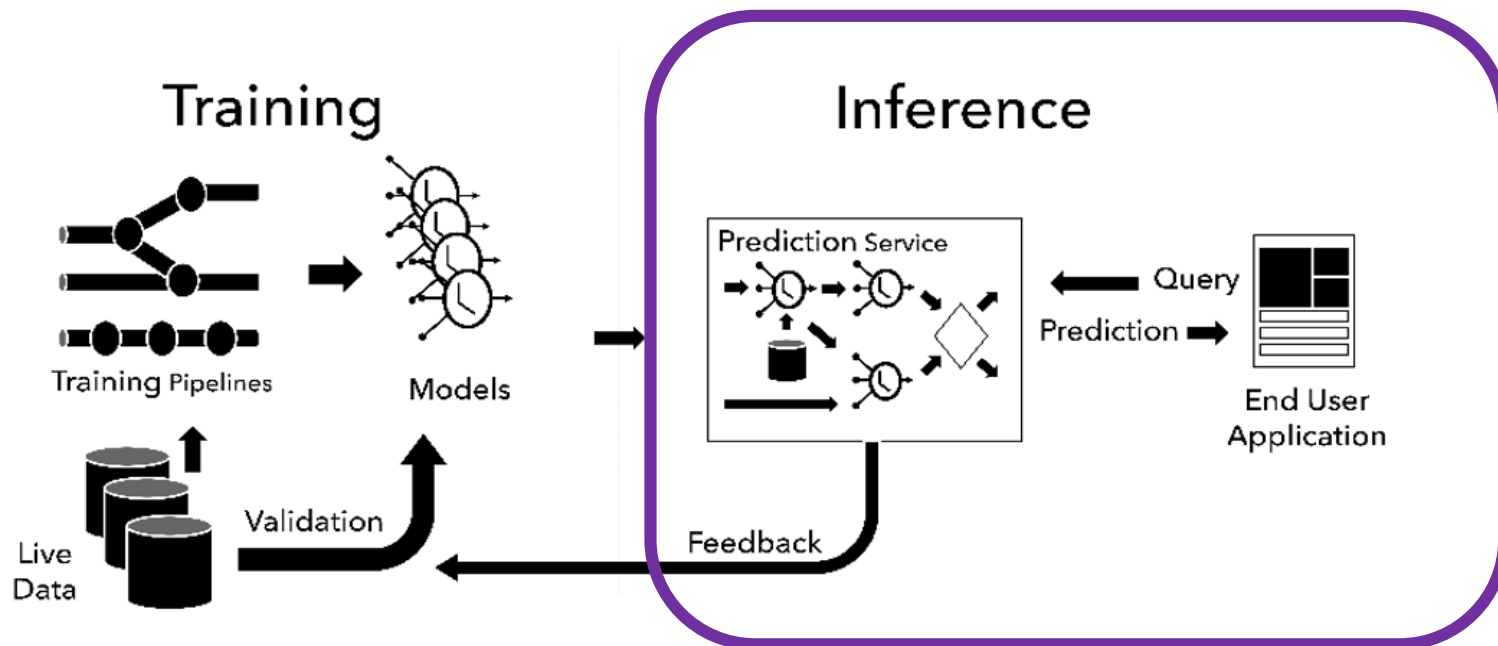 Training
Inference
Training Pipelines
Models
Live
Data
Validation
Feedback
Prediction Service
Query
Prediction
End User
Application